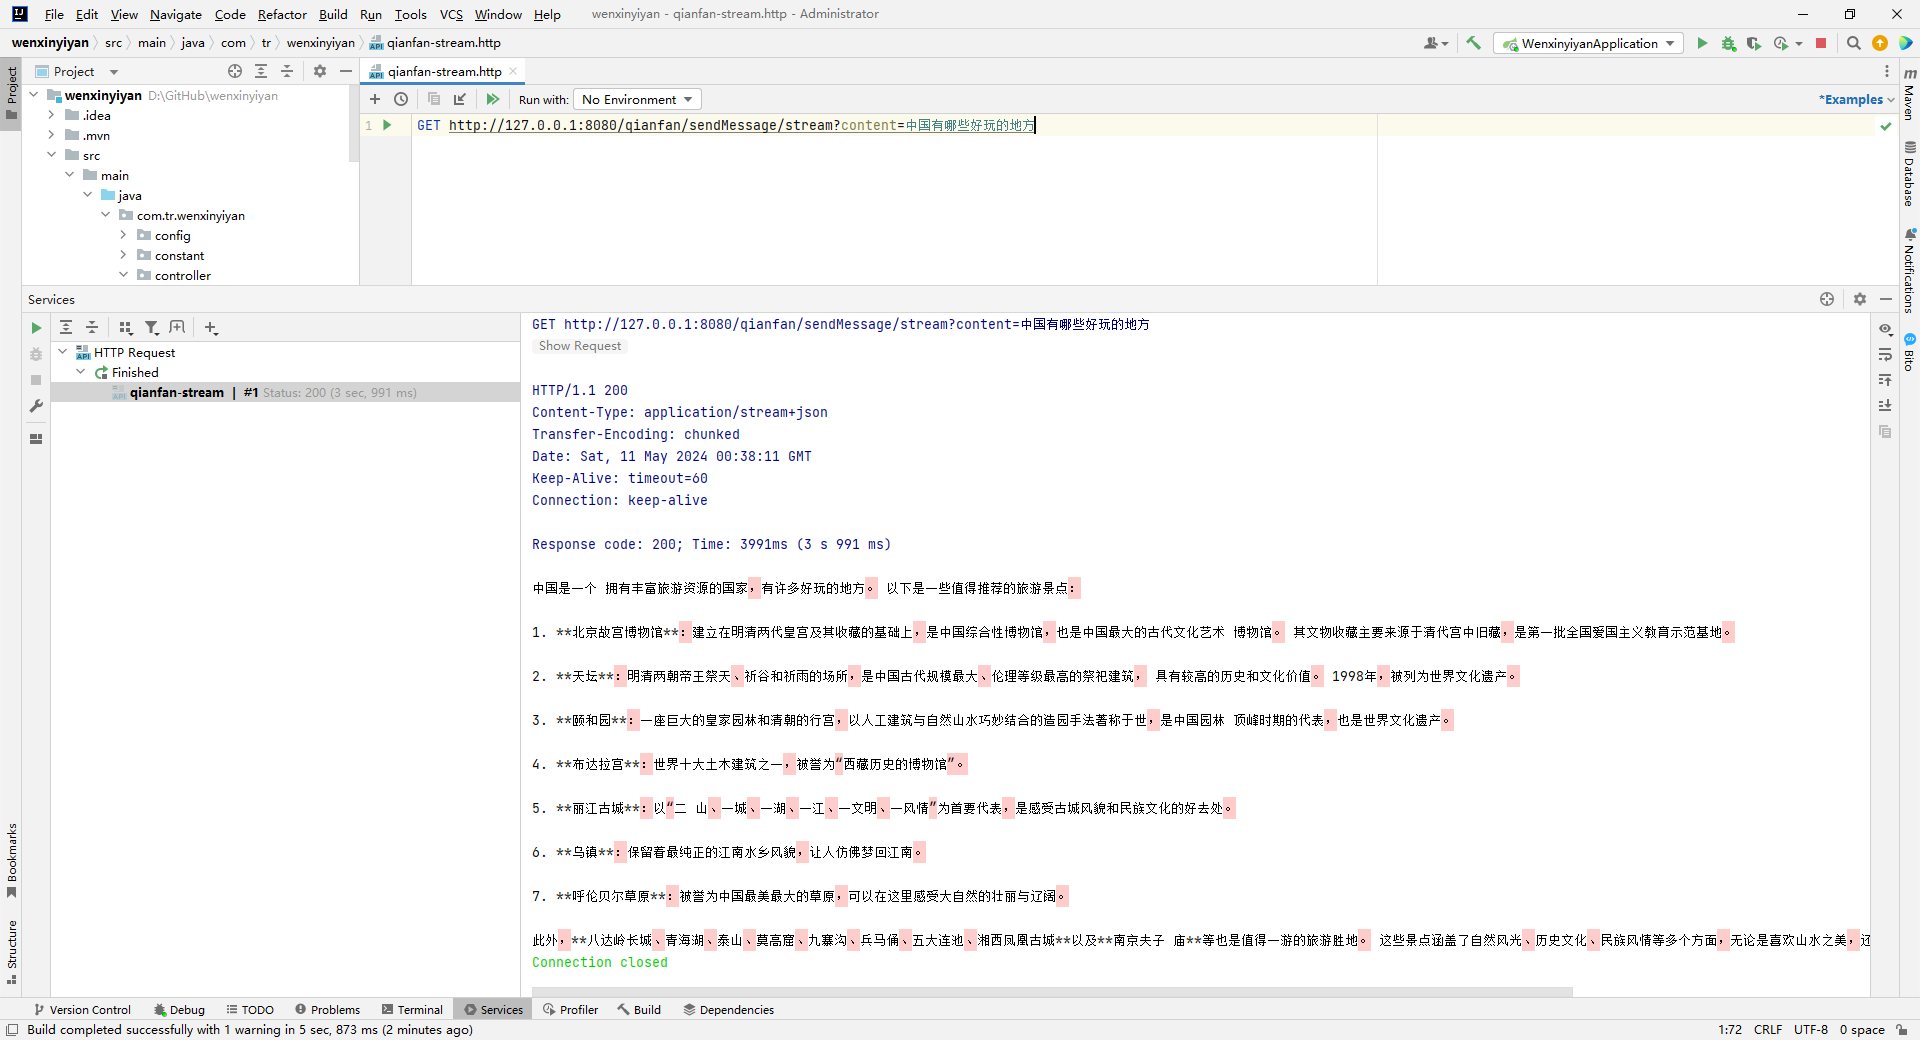 File Edit View Navigate Code Refactor Build Run Tools VCS Window Help wenxinyiyan - qianfan-stream.http - Administrator
wenxinyiyan src main java com tr wenxinyiyan qianfan-stream.http WenxinyiyanApplication
Project
qianfan-stream.http
wenxinyiyan D:\GitHub\wenxinyiyan
.idea
.mvn
src
main
java
com.tr.wenxinyiyan
config
constant
controller
Run with: No Environment *Examples
1 GET http://127.0.0.1:8080/qianfan/sendMessage/stream?content=中国有哪些好玩的地方
Services
HTTP Request
Finished
qianfan-stream | #1 Status: 200 (3 sec, 991 ms)
GET http://127.0.0.1:8080/qianfan/sendMessage/stream?content=中国有哪些好玩的地方
Show Request
HTTP/1.1 200
Content-Type: application/stream+json
Transfer-Encoding: chunked
Date: Sat, 11 May 2024 00:38:11 GMT
Keep-Alive: timeout=60
Connection: keep-alive
Response code: 200; Time: 3991ms (3 s 991 ms)
中国是一个 拥有丰富旅游资源的国家，有许多好玩的地方。 以下是一些值得推荐的旅游景点：
1. **北京故宫博物馆**：建立在明清两代皇宫及其收藏的基础上，是中国综合性博物馆，也是中国最大的古代文化艺术 博物馆。 其文物收藏主要来源于清代宫中旧藏，是第一批全国爱国主义教育示范基地。
2. **天坛**：明清两朝帝王祭天、祈谷和祈雨的场所，是中国古代规模最大、伦理等级最高的祭祀建筑， 具有较高的历史和文化价值。 1998年，被列为世界文化遗产。
3. **颐和园**：一座巨大的皇家园林和清朝的行宫，以人工建筑与自然山水巧妙结合的造园手法著称于世，是中国园林 顶峰时期的代表，也是世界文化遗产。
4. **布达拉宫**：世界十大土木建筑之一，被誉为“西藏历史的博物馆”。
5. **丽江古城**：以“二 山、一城、一湖、一江、一文明、一风情”为首要代表，是感受古城风貌和民族文化的好去处。
6. **乌镇**：保留着最纯正的江南水乡风貌，让人仿佛梦回江南。
7. **呼伦贝尔草原**：被誉为中国最美最大的草原，可以在这里感受大自然的壮丽与辽阔。
此外，**八达岭长城、青海湖、泰山、莫高窟、九寨沟、兵马俑、五大连池、湘西凤凰古城**以及**南京夫子 庙**等也是值得一游的旅游胜地。 这些景点涵盖了自然风光、历史文化、民族风情等多个方面，无论是喜欢山水之美，还
Connection closed
Project
Bookmarks
Structure
Maven
Database
Notifications
Bito
Version Control Debug TODO Problems Terminal Services Profiler Build Dependencies
Build completed successfully with 1 warning in 5 sec, 873 ms (2 minutes ago) 1:72 CRLF UTF-8 0 space